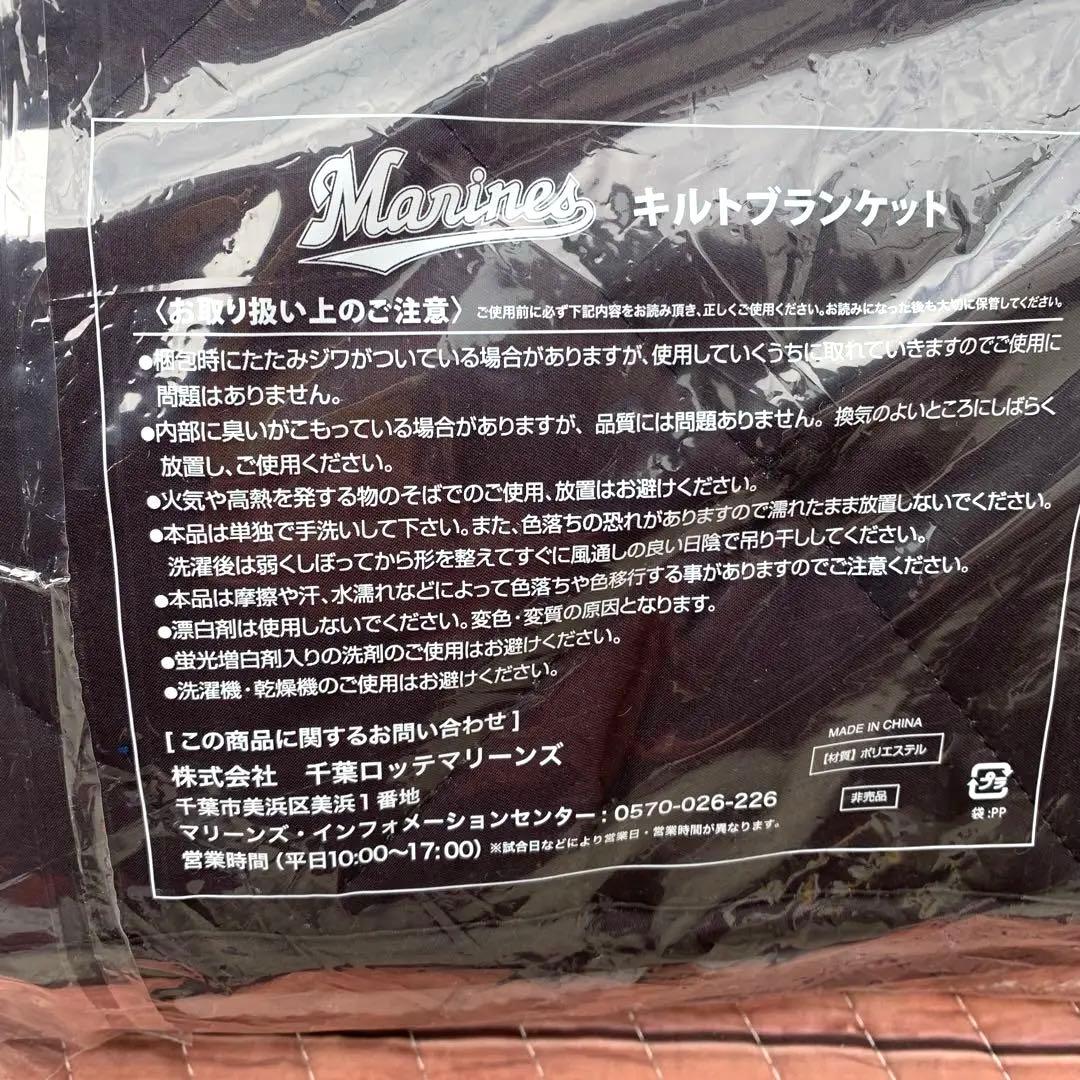 Marines キルトブランケット
〈お取り扱い上のご注意〉 ご使用前に必ず下記内容をお読み頂き、正しくご使用ください。お読みになった後も大切に保管してください。
●梱包時にたたみジワがついている場合がありますが、使用していくうちに取れていきますのでご使用に
問題はありません。
●内部に臭いがこもっている場合がありますが、品質には問題ありません。換気のよいところにしばらく
放置し、ご使用ください。
●火気や高熱を発する物のそばでのご使用、放置はお避けください。
●本品は単独で手洗いして下さい。また、色落ちの恐れがありますので濡れたまま放置しないでください。
洗濯後は弱くしぼってから形を整えてすぐに風通しの良い日陰で吊り干ししてください。
●本品は摩擦や汗、水濡れなどによって色落ちや色移行する事がありますのでご注意ください。
●漂白剤は使用しないでください。変色・変質の原因となります。
●蛍光増白剤入りの洗剤のご使用はお避けください。
●洗濯機・乾燥機のご使用はお避けください。
[この商品に関するお問い合わせ]
株式会社 千葉ロッテマリーンズ
千葉市美浜区美浜1番地
マリーンズ・インフォメーションセンター：0570-026-226
営業時間（平日10:00～17:00）※試合日などにより営業日・営業時間が異なります。
MADE IN CHINA
【材質】ポリエステル
非売品
プラ
袋:PP